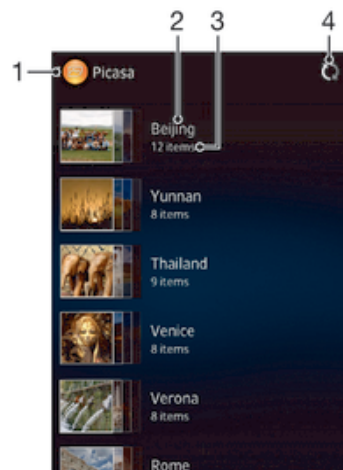 1
2
3
4
Picasa
Beijing
12 items
Yunnan
8 items
Thailand
9 items
Venice
8 items
Verona
8 items
Rome